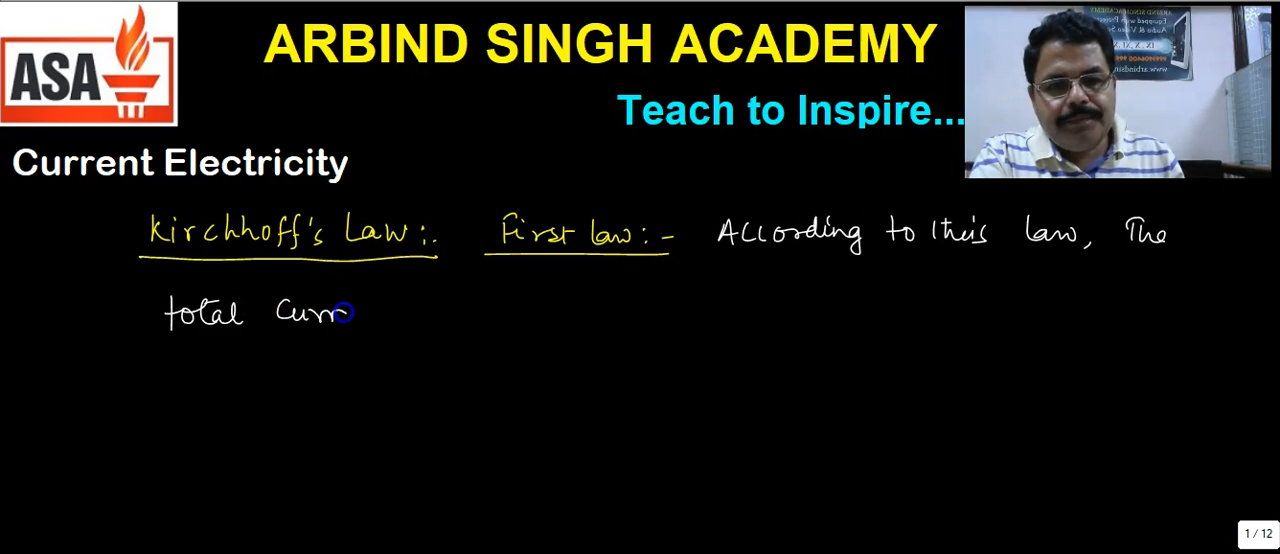 ARBIND SINGH ACADEMY
ASA
Teach to Inspire...
Current Electricity
Kirchhoff's Law:. First law:- According to this law, The
total Curr
1 / 12